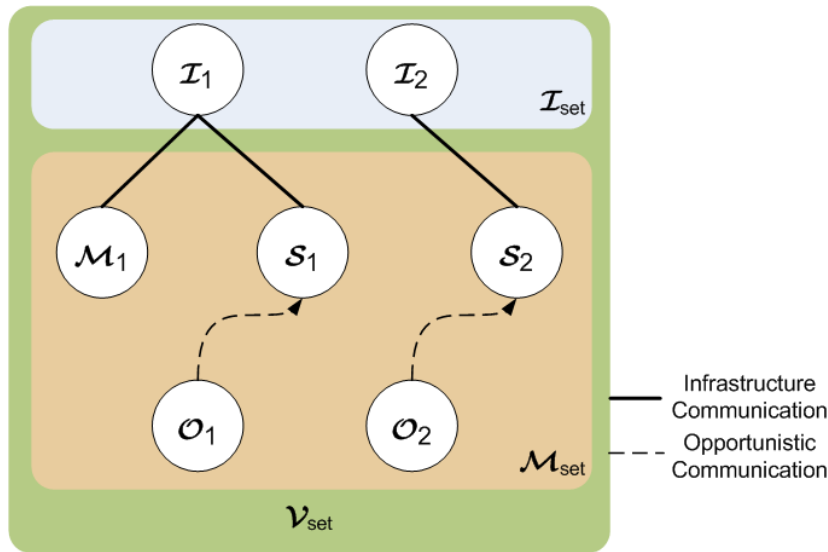 𝓘1
𝓘2
𝓘set
𝓜1
𝓢1
𝓢2
𝓞1
𝓞2
𝓜set
𝓥set
Infrastructure
Communication
Opportunistic
Communication